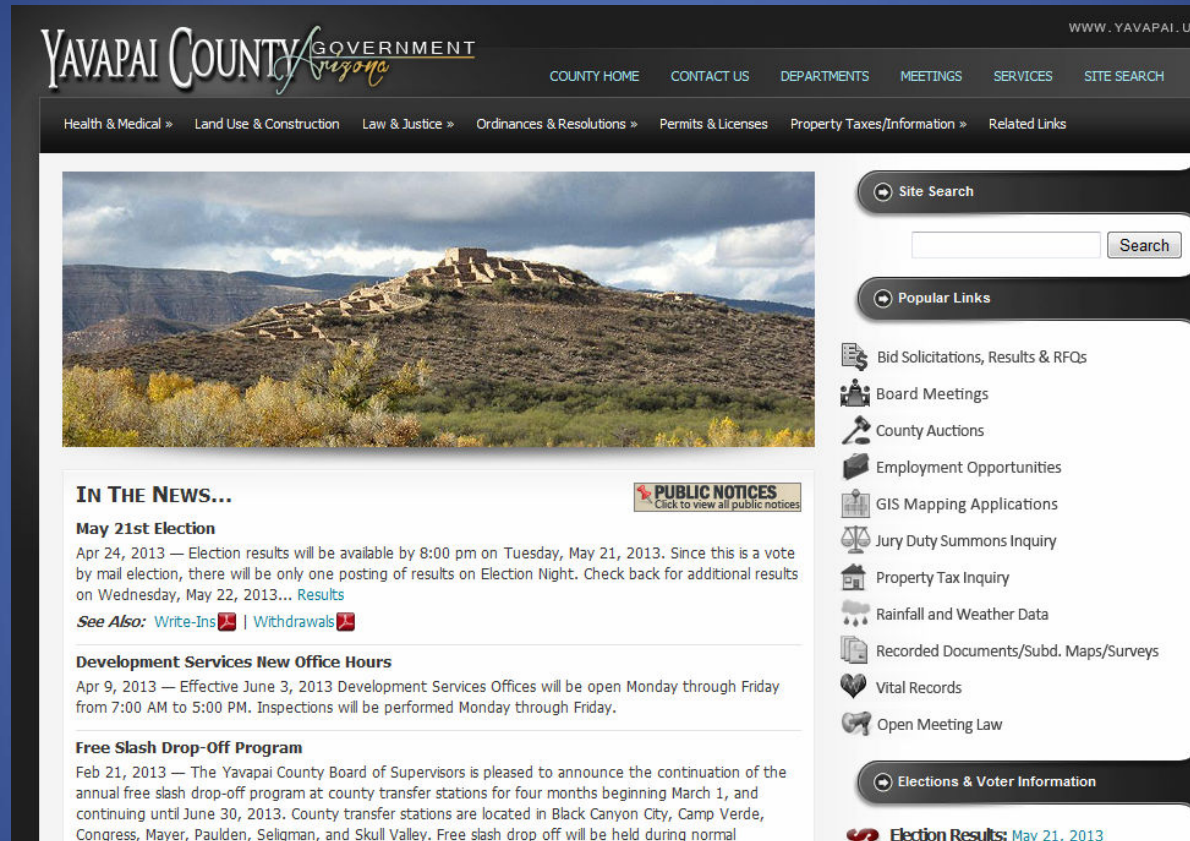 YAVAPAI COUNTY GOVERNMENT
Arizona
WWW.YAVAPAI.U
COUNTY HOME CONTACT US DEPARTMENTS MEETINGS SERVICES SITE SEARCH
Health & Medical » Land Use & Construction Law & Justice » Ordinances & Resolutions » Permits & Licenses Property Taxes/Information » Related Links
IN THE NEWS...
PUBLIC NOTICES
Click to view all public notices
May 21st Election
Apr 24, 2013 — Election results will be available by 8:00 pm on Tuesday, May 21, 2013. Since this is a vote
by mail election, there will be only one posting of results on Election Night. Check back for additional results
on Wednesday, May 22, 2013... Results
See Also: Write-Ins | Withdrawals
Development Services New Office Hours
Apr 9, 2013 — Effective June 3, 2013 Development Services Offices will be open Monday through Friday
from 7:00 AM to 5:00 PM. Inspections will be performed Monday through Friday.
Free Slash Drop-Off Program
Feb 21, 2013 — The Yavapai County Board of Supervisors is pleased to announce the continuation of the
annual free slash drop-off program at county transfer stations for four months beginning March 1, and
continuing until June 30, 2013. County transfer stations are located in Black Canyon City, Camp Verde,
Congress, Mayer, Paulden, Seligman, and Skull Valley. Free slash drop off will be held during normal
Site Search
Search
Popular Links
Bid Solicitations, Results & RFQs
Board Meetings
County Auctions
Employment Opportunities
GIS Mapping Applications
Jury Duty Summons Inquiry
Property Tax Inquiry
Rainfall and Weather Data
Recorded Documents/Subd. Maps/Surveys
Vital Records
Open Meeting Law
Elections & Voter Information
Election Results: May 21, 2013